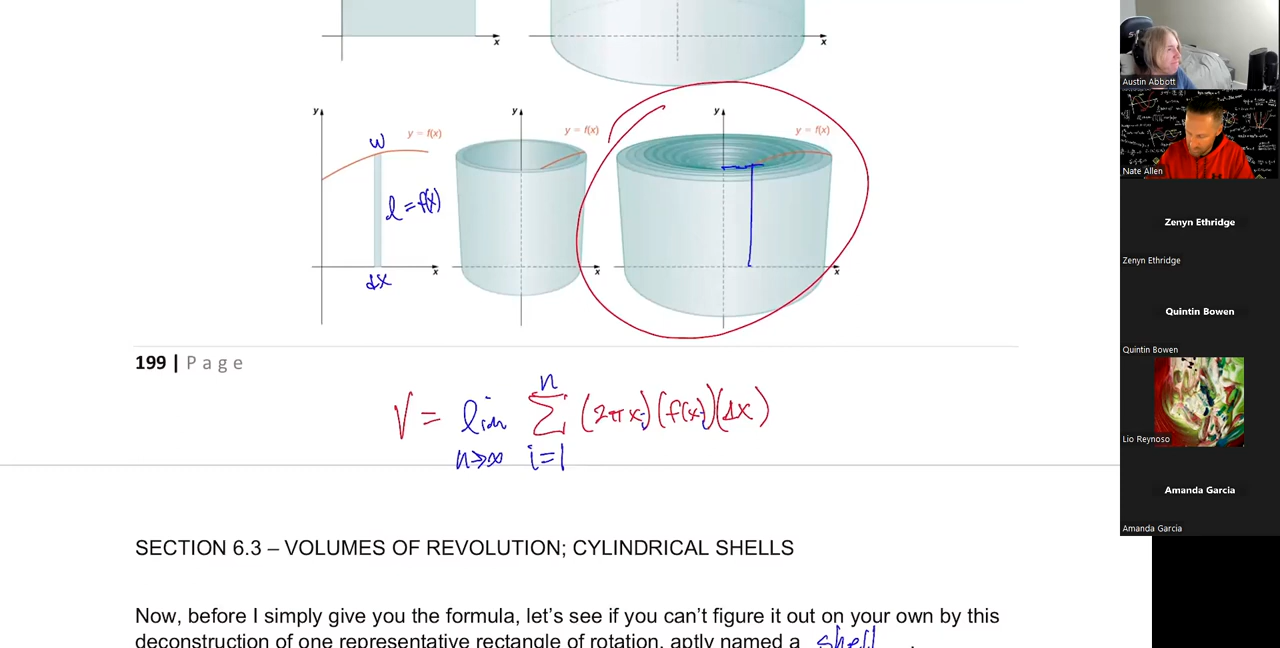 x
x
y
y = f(x)
w
l = f(x)
x
Δx
y
y = f(x)
x
y
y = f(x)
x
199 | Page
V = lim n→∞ n Σ i=1 (2πxᵢ)(f(xᵢ))(Δx)
SECTION 6.3 – VOLUMES OF REVOLUTION; CYLINDRICAL SHELLS
Now, before I simply give you the formula, let's see if you can't figure it out on your own by this
deconstruction of one representative rectangle of rotation, aptly named a shell.
Austin Abbott
Nate Allen
Zenyn Ethridge
Zenyn Ethridge
Quintin Bowen
Quintin Bowen
Lio Reynoso
Amanda Garcia
Amanda Garcia